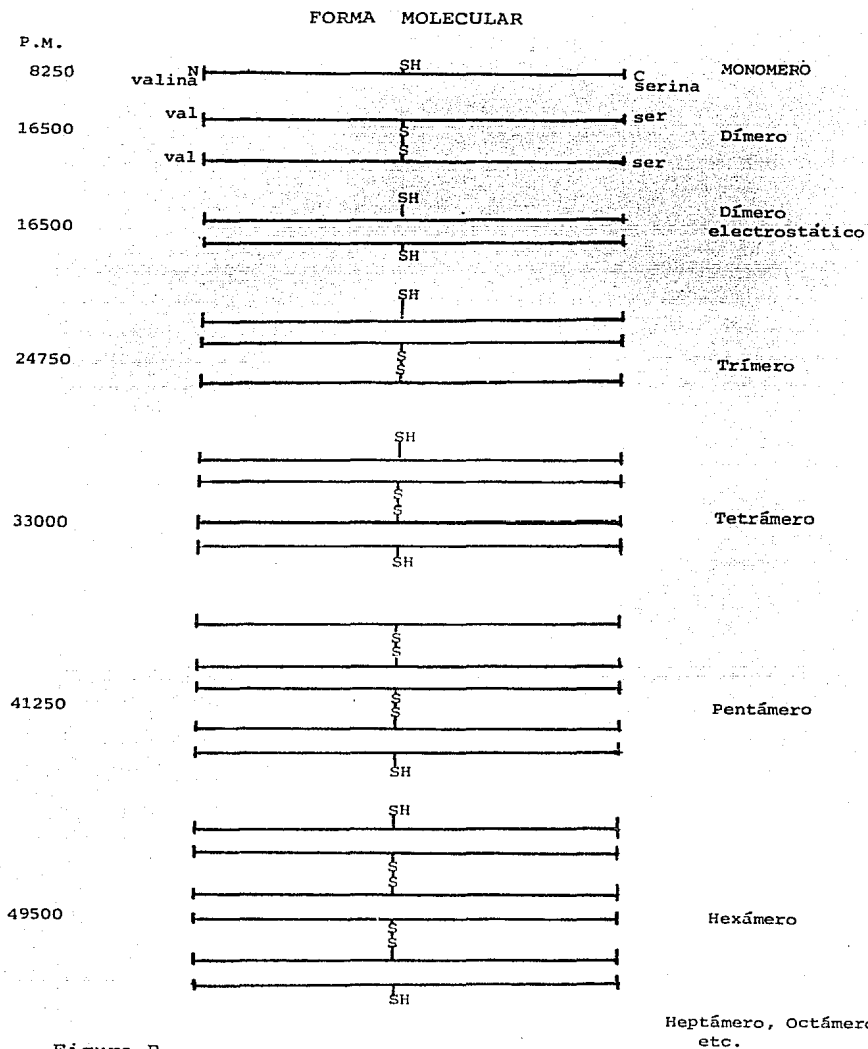 FORMA MOLECULAR
P.M.
8250
N
valina
SH
C
serina
MONOMERO
16500
val
ser
S
S
val
ser
Dímero
16500
SH
SH
Dímero
electrostático
24750
SH
S
S
Trímero
33000
SH
S
S
SH
Tetrámero
41250
S
S
S
S
SH
Pentámero
49500
SH
S
S
S
S
SH
Hexámero
Heptámero, Octámero
etc.